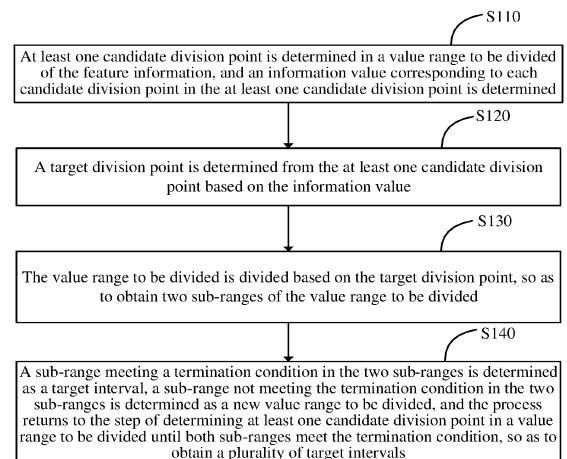 S110
At least one candidate division point is determined in a value range to be divided
of the feature information, and an information value corresponding to each
candidate division point in the at least one candidate division point is determined
S120
A target division point is determined from the at least one candidate division
point based on the information value
S130
The value range to be divided is divided based on the target division point, so as
to obtain two sub-ranges of the value range to be divided
S140
A sub-range meeting a termination condition in the two sub-ranges is determined
as a target interval, a sub-range not meeting the termination condition in the two
sub-ranges is determined as a new value range to be divided, and the process
returns to the step of determining at least one candidate division point in a value
range to be divided until both sub-ranges meet the termination condition, so as to
obtain a plurality of target intervals